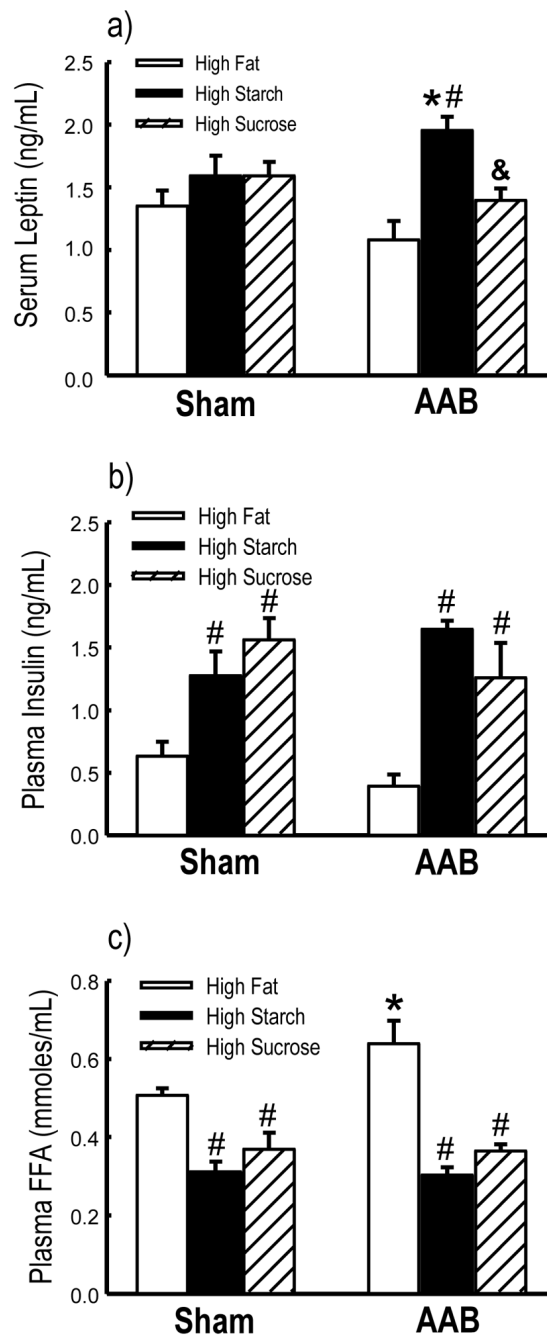 a)
Serum Leptin (ng/mL)
2.5
2.0
1.5
1.0
0.5
0.0
High Fat
High Starch
High Sucrose
*#
&
Sham
AAB
b)
Plasma Insulin (ng/mL)
2.5
2.0
1.5
1.0
0.5
0.0
High Fat
High Starch
High Sucrose
#
#
#
#
Sham
AAB
c)
Plasma FFA (mmoles/mL)
0.8
0.6
0.4
0.2
0.0
High Fat
High Starch
High Sucrose
#
#
*
#
#
Sham
AAB